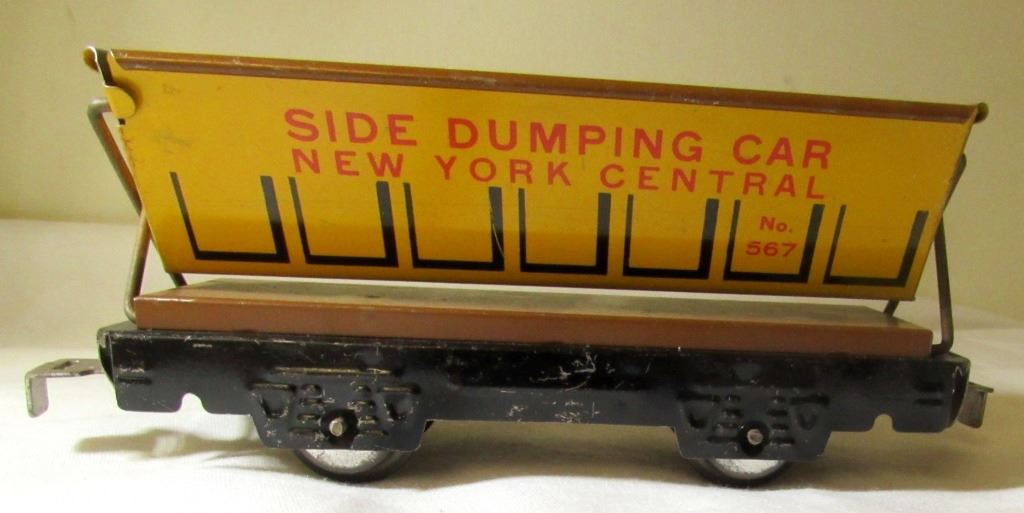 SIDE DUMPING CAR
NEW YORK CENTRAL
No.
567